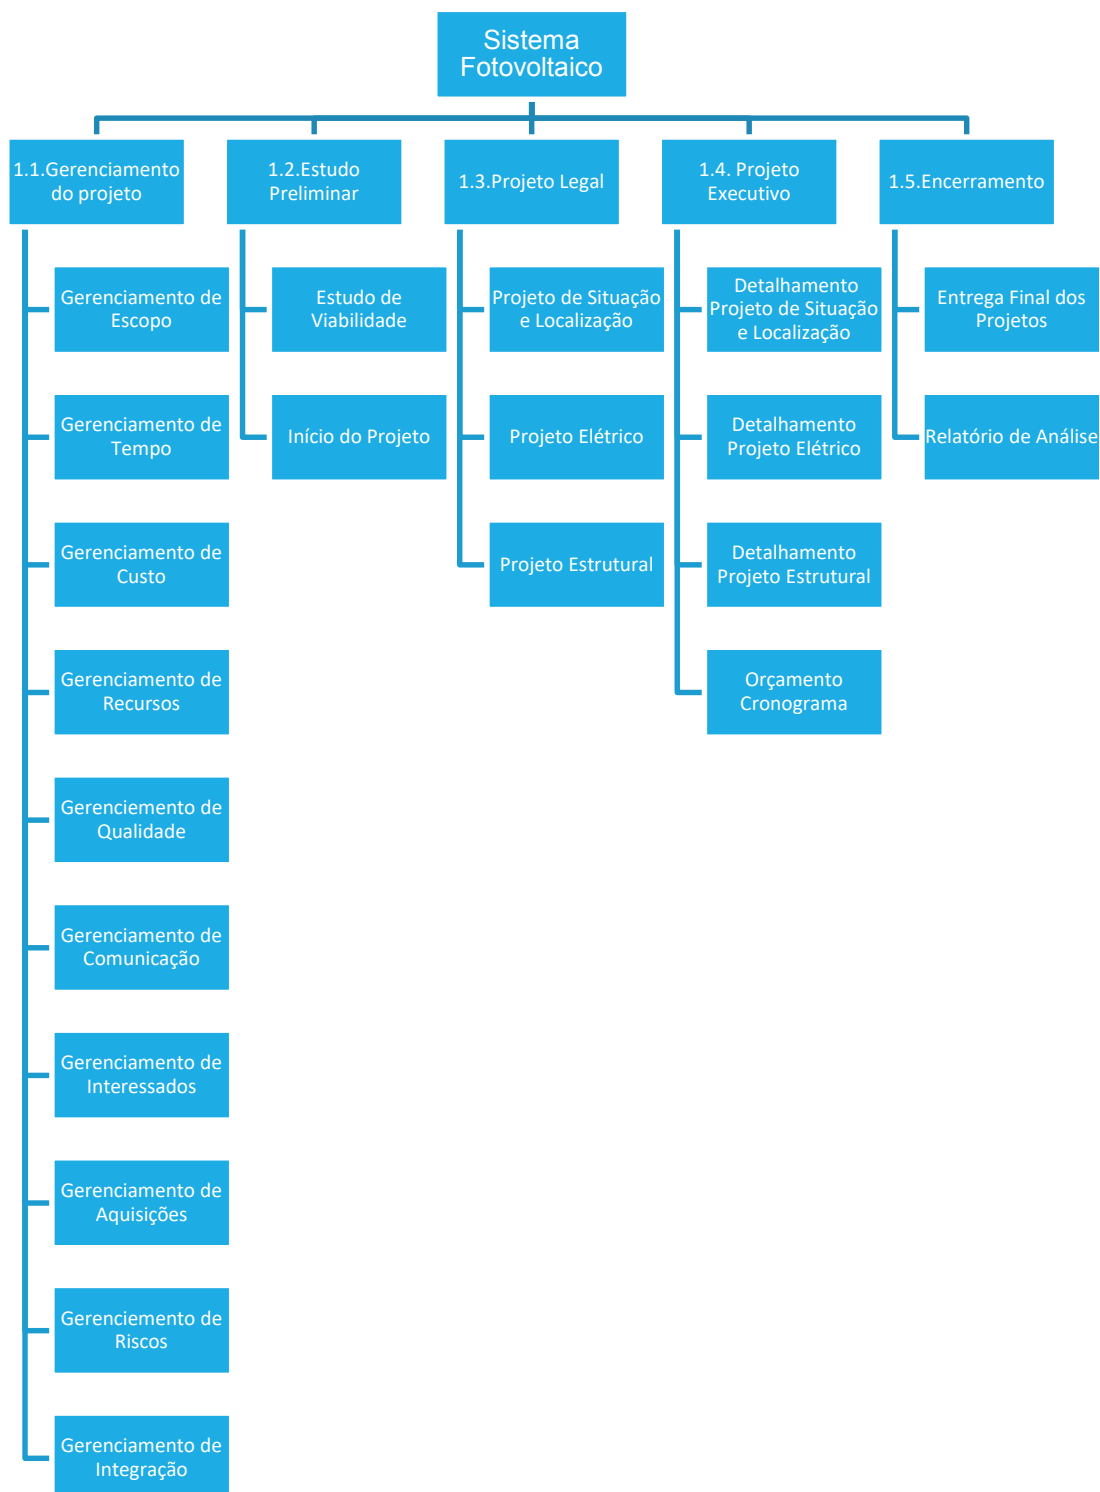 Sistema
Fotovoltaico
1.1.Gerenciamento
do projeto
1.2.Estudo
Preliminar
1.3.Projeto Legal
1.4. Projeto
Executivo
1.5.Encerramento
Gerenciamento de
Escopo
Gerenciamento de
Tempo
Gerenciamento de
Custo
Gerenciamento de
Recursos
Gerenciemento de
Qualidade
Gerenciamento de
Comunicação
Gerenciamento de
Interessados
Gerenciamento de
Aquisições
Gerenciemento de
Riscos
Gerenciamento de
Integração
Estudo de
Viabilidade
Início do Projeto
Projeto de Situação
e Localização
Projeto Elétrico
Projeto Estrutural
Detalhamento
Projeto de Situação
e Localização
Detalhamento
Projeto Elétrico
Detalhamento
Projeto Estrutural
Orçamento
Cronograma
Entrega Final dos
Projetos
Relatório de Análise